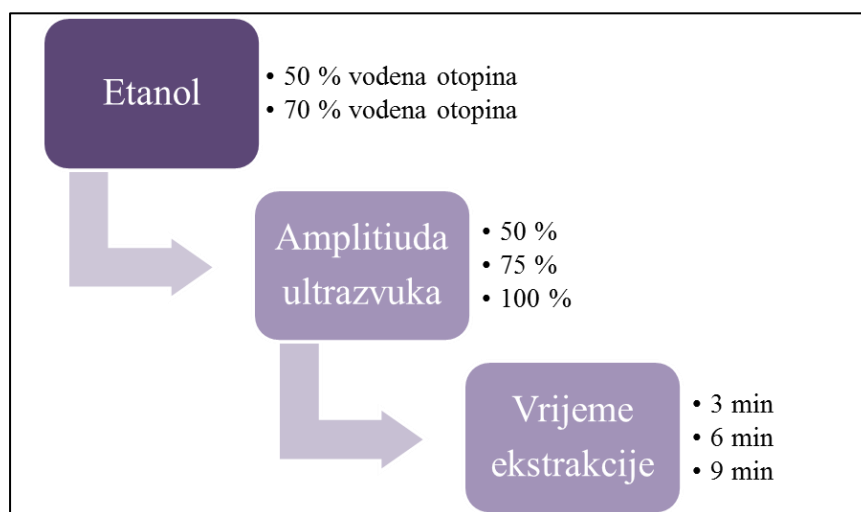 Etanol
• 50 % vodena otopina
• 70 % vodena otopina
Amplitiuda
ultrazvuka
• 50 %
• 75 %
• 100 %
Vrijeme
ekstrakcije
• 3 min
• 6 min
• 9 min